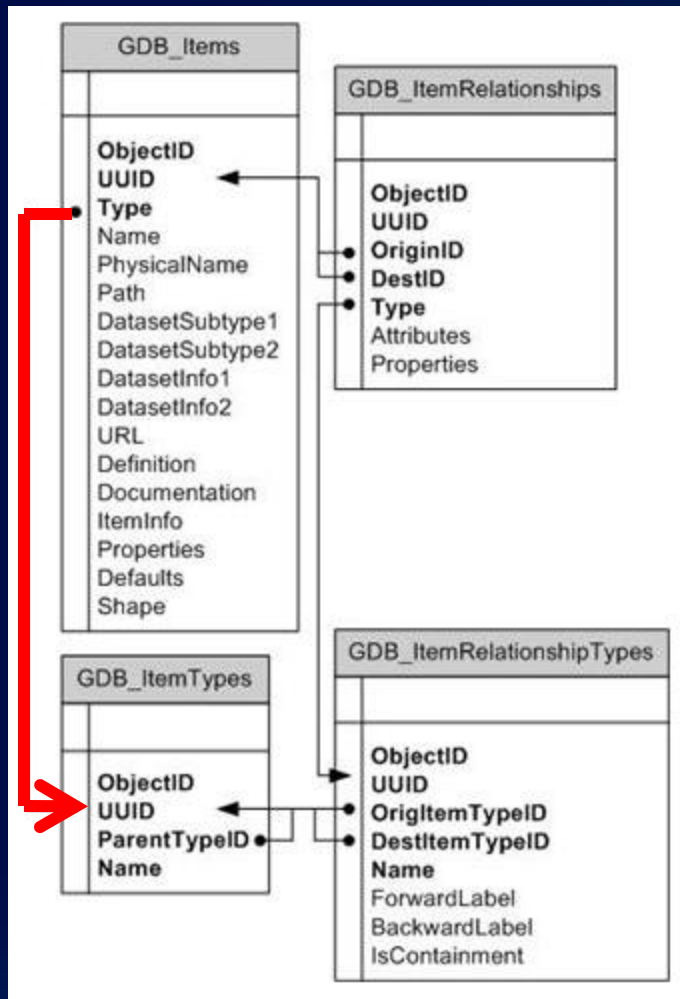 GDB_Items
ObjectID
UUID
Type
Name
PhysicalName
Path
DatasetSubtype1
DatasetSubtype2
DatasetInfo1
DatasetInfo2
URL
Definition
Documentation
ItemInfo
Properties
Defaults
Shape
GDB_ItemRelationships
ObjectID
UUID
OriginID
DestID
Type
Attributes
Properties
GDB_ItemTypes
ObjectID
UUID
ParentTypeID
Name
GDB_ItemRelationshipTypes
ObjectID
UUID
OrigItemTypeID
DestItemTypeID
Name
ForwardLabel
BackwardLabel
IsContainment